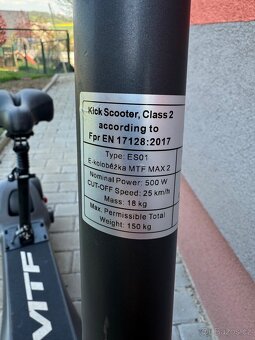 Kick Scooter, Class 2
according to
Fpr EN 17128:2017
Type: ES01
E-kolobežka MTF MAX 2
Nominal Power: 500 W
CUT-OFF Speed: 25 km/h
Mass: 18 kg
Max. Permissible Total
Weight: 150 kg
MTF